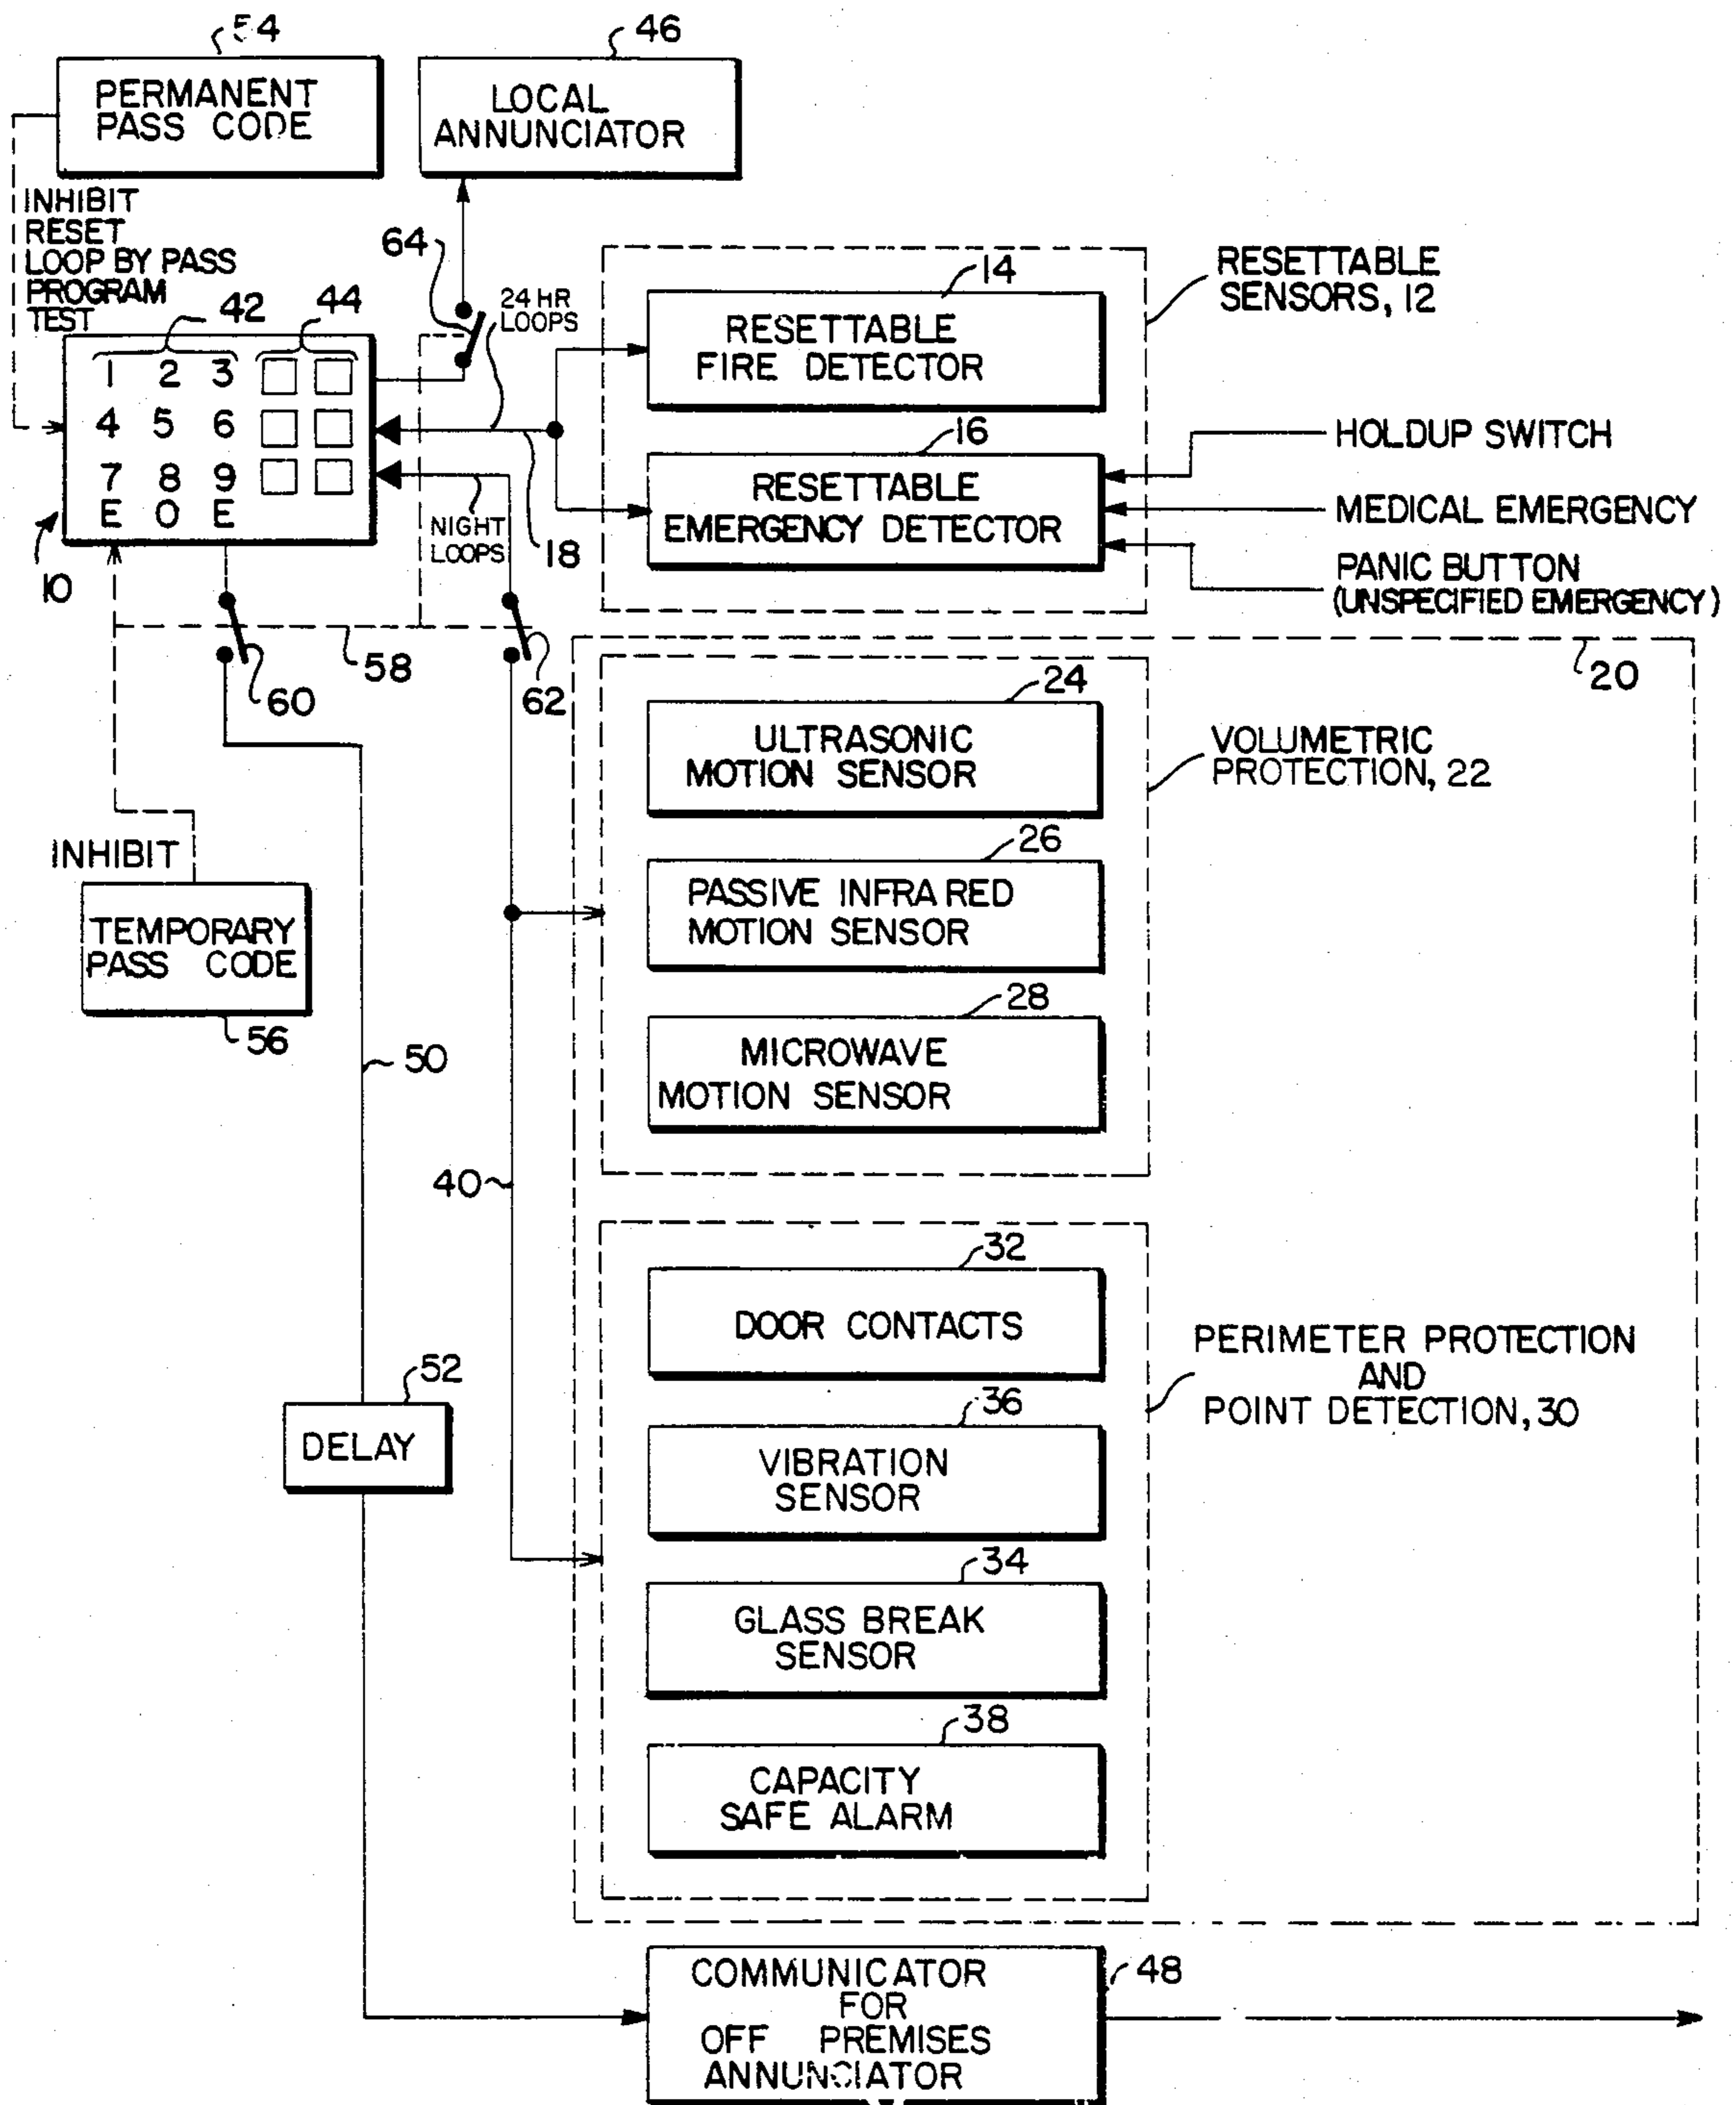 54
46
PERMANENT
PASS CODE
LOCAL
ANNUNCIATOR
INHIBIT
RESET
LOOP BY PASS
PROGRAM
TEST
42
44
64
24 HR
LOOPS
14
RESETTABLE
FIRE DETECTOR
RESETTABLE
SENSORS, 12
1 2 3
4 5 6
7 8 9
E O E
10
NIGHT
LOOPS
18
16
RESETTABLE
EMERGENCY DETECTOR
HOLDUP SWITCH
MEDICAL EMERGENCY
PANIC BUTTON
(UNSPECIFIED EMERGENCY)
58
60
62
20
24
ULTRASONIC
MOTION SENSOR
VOLUMETRIC
PROTECTION, 22
INHIBIT
TEMPORARY
PASS CODE
56
26
PASSIVE INFRARED
MOTION SENSOR
50
28
MICROWAVE
MOTION SENSOR
40
32
DOOR CONTACTS
PERIMETER PROTECTION
AND
POINT DETECTION, 30
52
DELAY
36
VIBRATION
SENSOR
34
GLASS BREAK
SENSOR
38
CAPACITY
SAFE ALARM
COMMUNICATOR
FOR
OFF PREMISES
ANNUNCIATOR
48